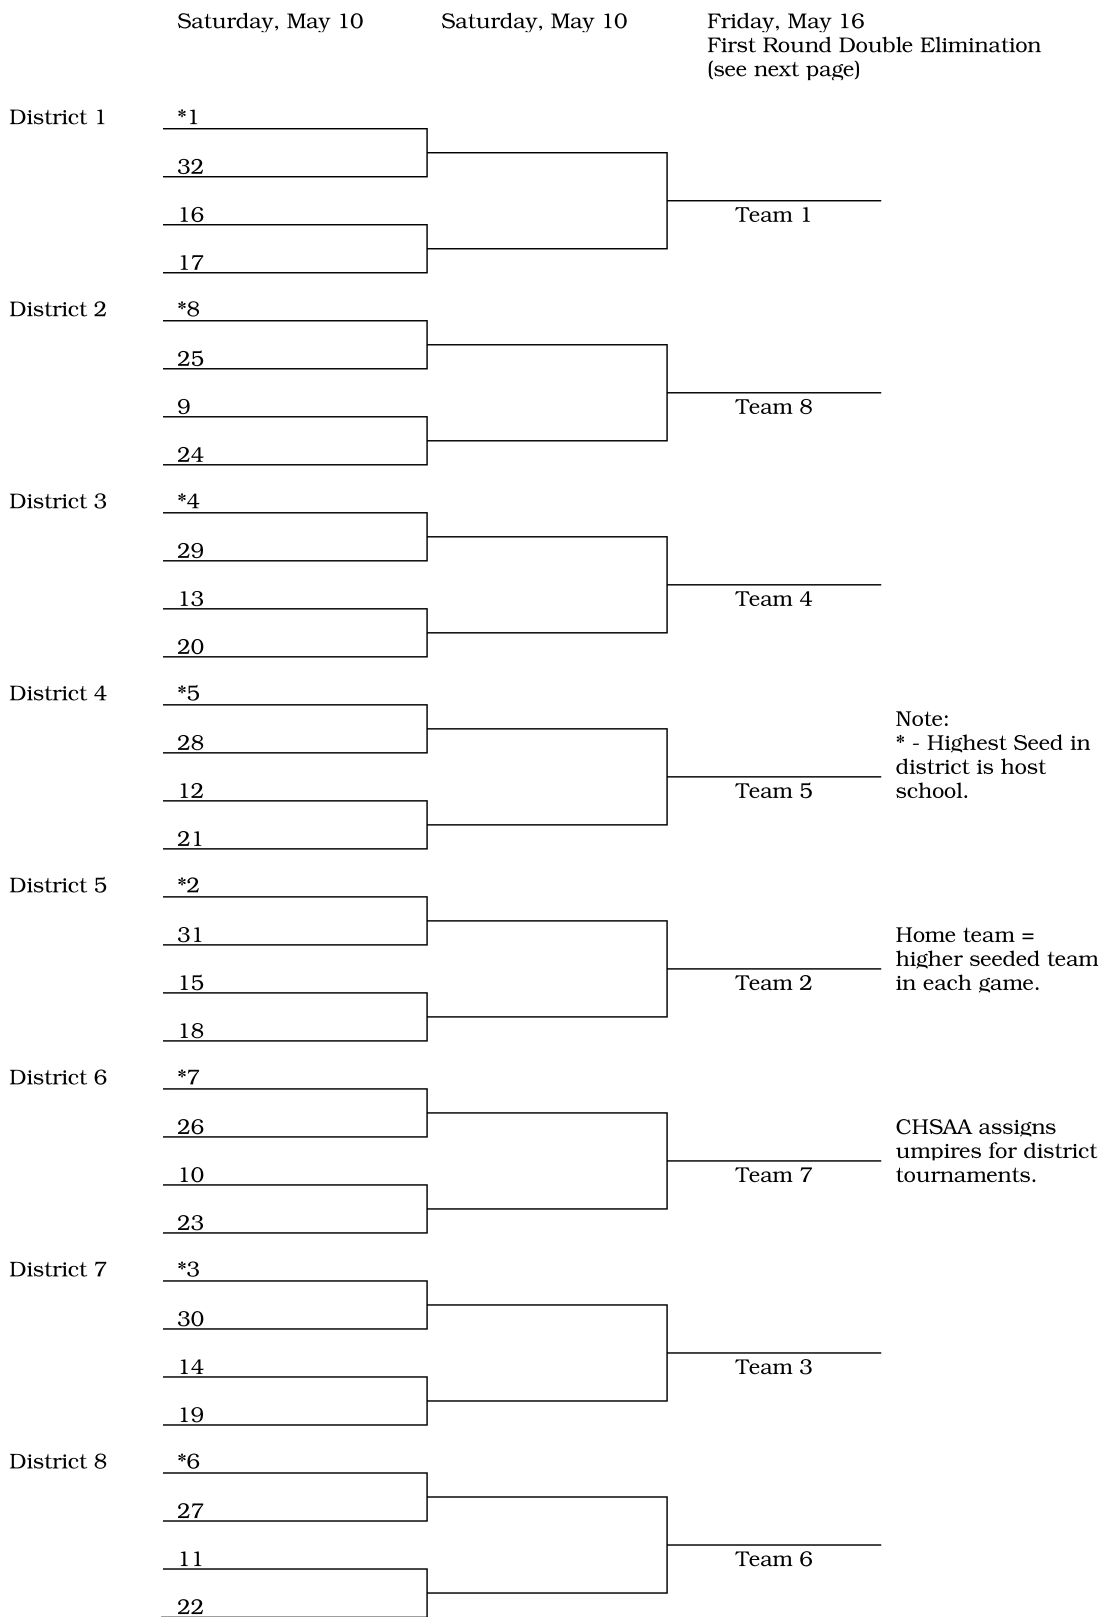 Saturday, May 10 Saturday, May 10 Friday, May 16
First Round Double Elimination
(see next page)
District 1 *1
32
16
Team 1
17
District 2 *8
25
9
Team 8
24
District 3 *4
29
13
Team 4
20
District 4 *5
28
12
Team 5
21
Note:
* - Highest Seed in
district is host
school.
District 5 *2
31
15
Team 2
18
Home team =
higher seeded team
in each game.
District 6 *7
26
10
Team 7
23
CHSAA assigns
umpires for district
tournaments.
District 7 *3
30
14
Team 3
19
District 8 *6
27
11
Team 6
22